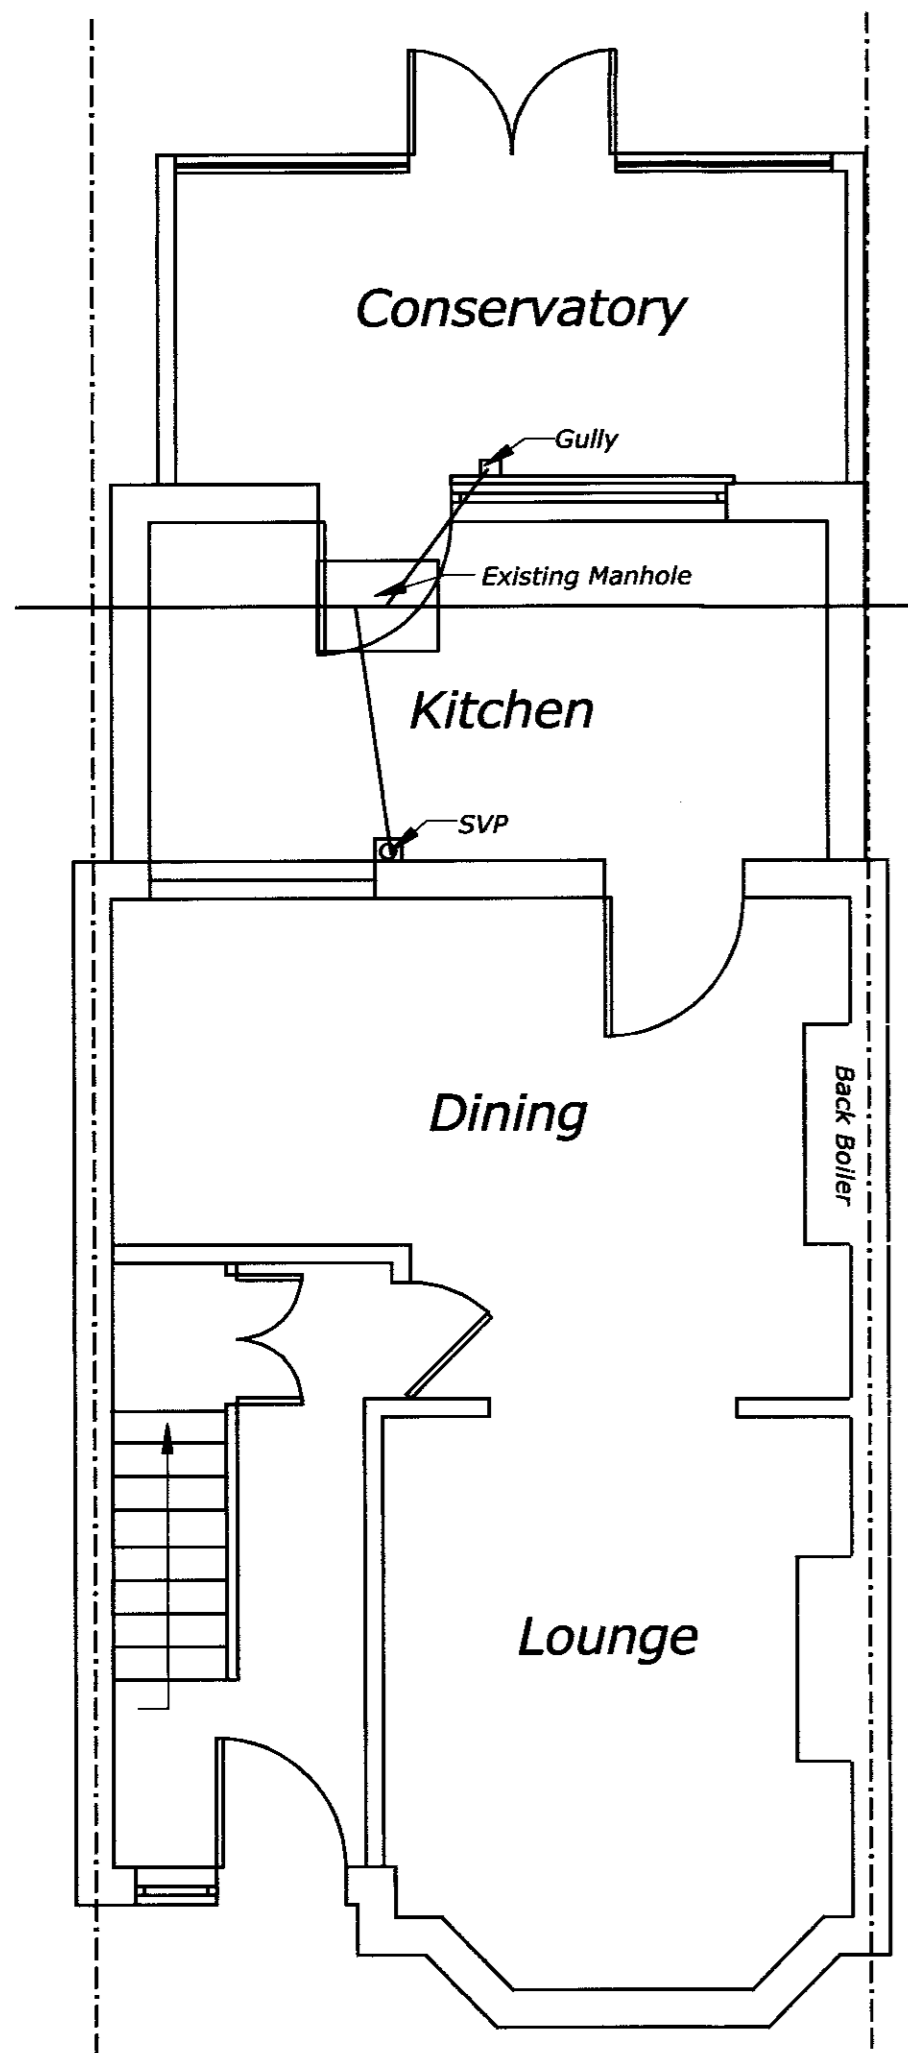 Conservatory
Gully
Existing Manhole
Kitchen
SVP
Dining
Back Boiler
Lounge